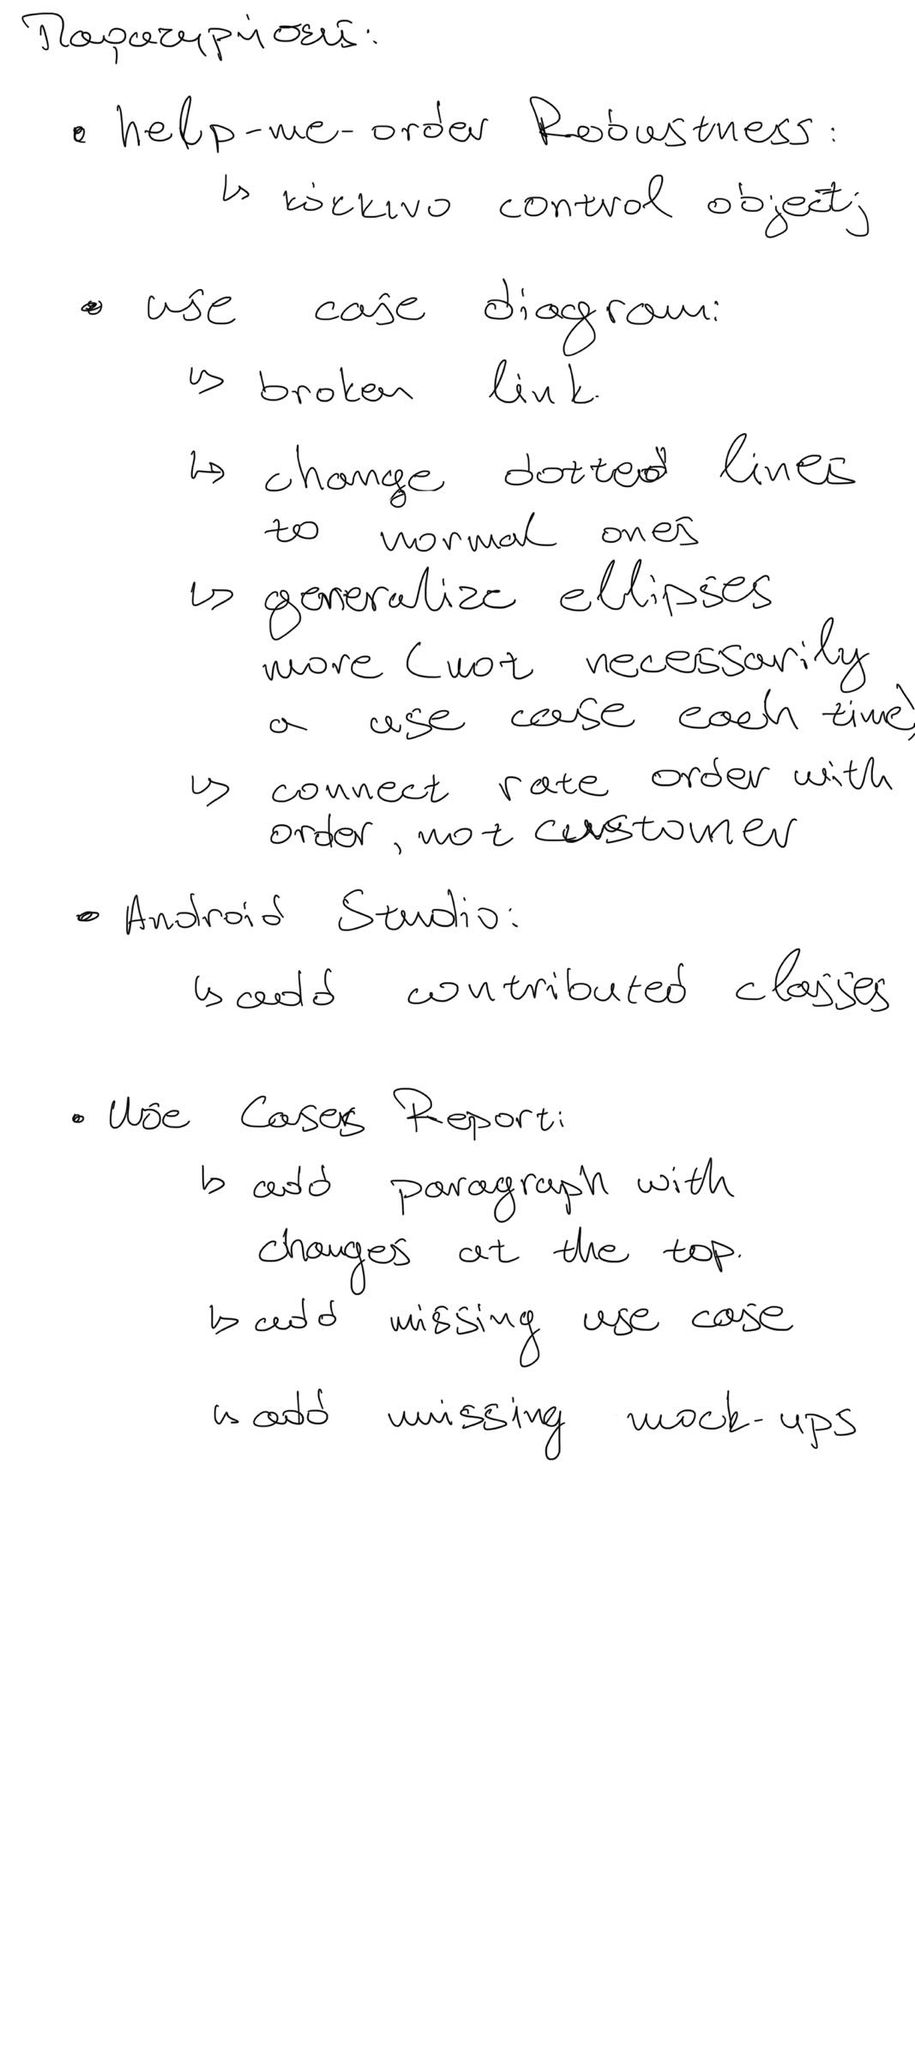 Παρατηρήσεις:
• help-me-order Robustness:
↳ κόκκινο control object;
• use case diagram:
↳ broken link.
↳ change dotted lines
to normal ones
↳ generalize ellipses
more (not necessarily
a use case each time)
↳ connect rate order with
order, not customer
• Android Studio:
↳ add contributed classes
• Use Cases Report:
↳ add paragraph with
changes at the top.
↳ add missing use case
↳ add missing mock-ups